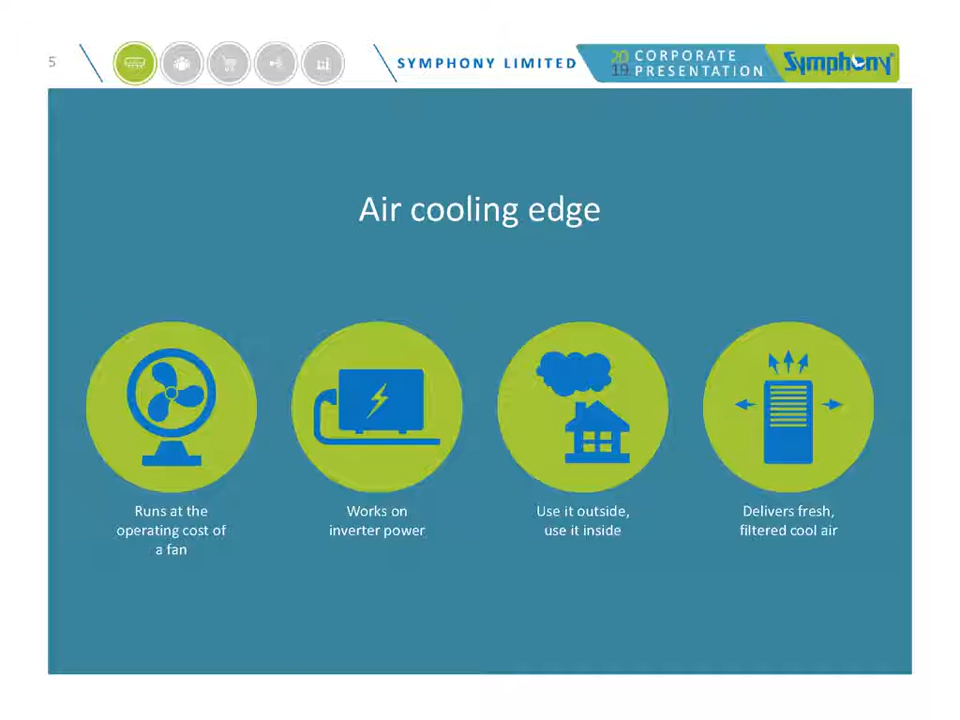 5
SYMPHONY LIMITED
20
19
CORPORATE
PRESENTATION
Symphony
Air cooling edge
Runs at the
operating cost of
a fan
Works on
inverter power
Use it outside,
use it inside
Delivers fresh,
filtered cool air